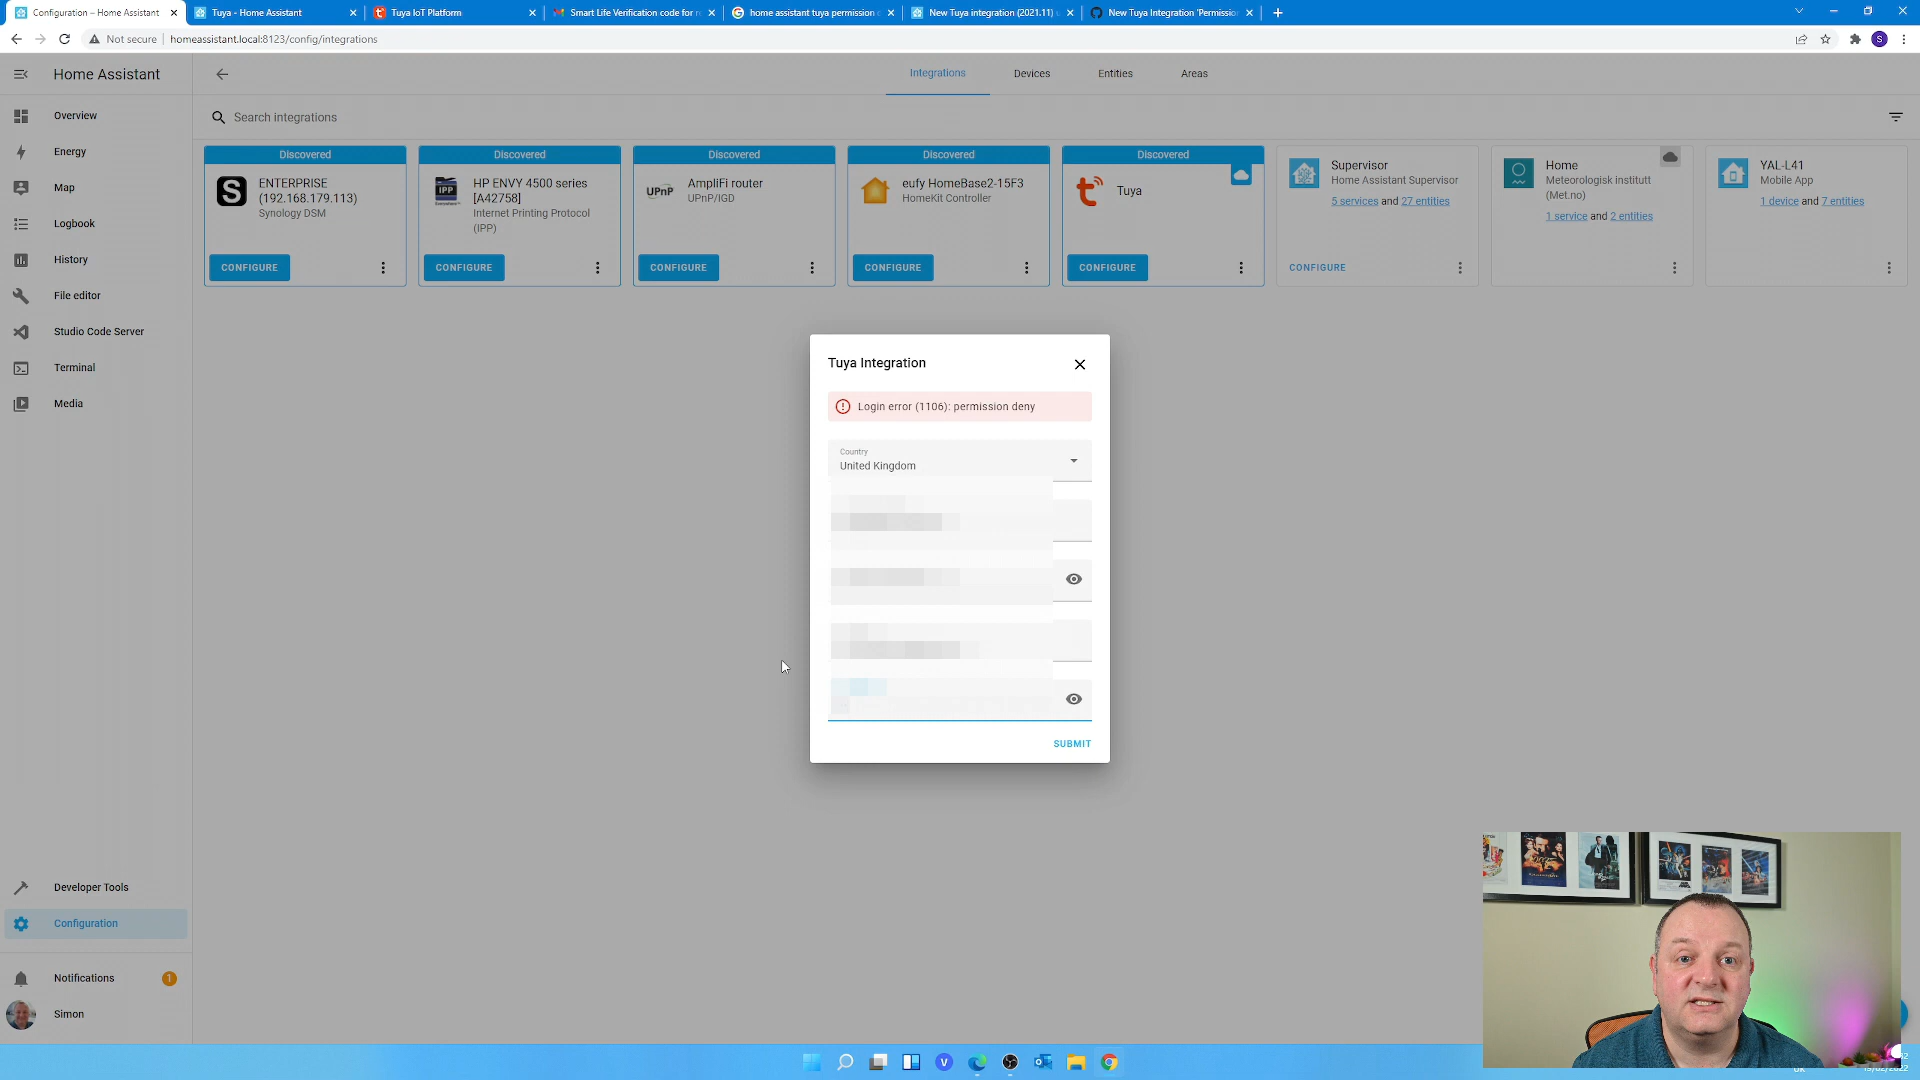 Configuration – Home Assistant
Tuya - Home Assistant
Tuya IoT Platform
Smart Life Verification code for r
home assistant tuya permission
New Tuya integration (2021.11)
New Tuya Integration 'Permissio
Not secure
homeassistant.local:8123/config/integrations
S
Home Assistant
Integrations
Devices
Entities
Areas
Overview
Energy
Map
Logbook
History
File editor
Studio Code Server
Terminal
Media
Developer Tools
Configuration
Notifications
1
Simon
Search integrations
Discovered
S
ENTERPRISE
(192.168.179.113)
Synology DSM
CONFIGURE
Discovered
IPP
HP ENVY 4500 series
[A42758]
Internet Printing Protocol
(IPP)
CONFIGURE
Discovered
UPnP
AmpliFi router
UPnP/IGD
CONFIGURE
Discovered
eufy HomeBase2-15F3
HomeKit Controller
CONFIGURE
Discovered
Tuya
CONFIGURE
Supervisor
Home Assistant Supervisor
5 services and 27 entities
CONFIGURE
Home
Meteorologisk institutt
(Met.no)
1 service and 2 entities
YAL-L41
Mobile App
1 device and 7 entities
Tuya Integration
Login error (1106): permission deny
Country
United Kingdom
SUBMIT